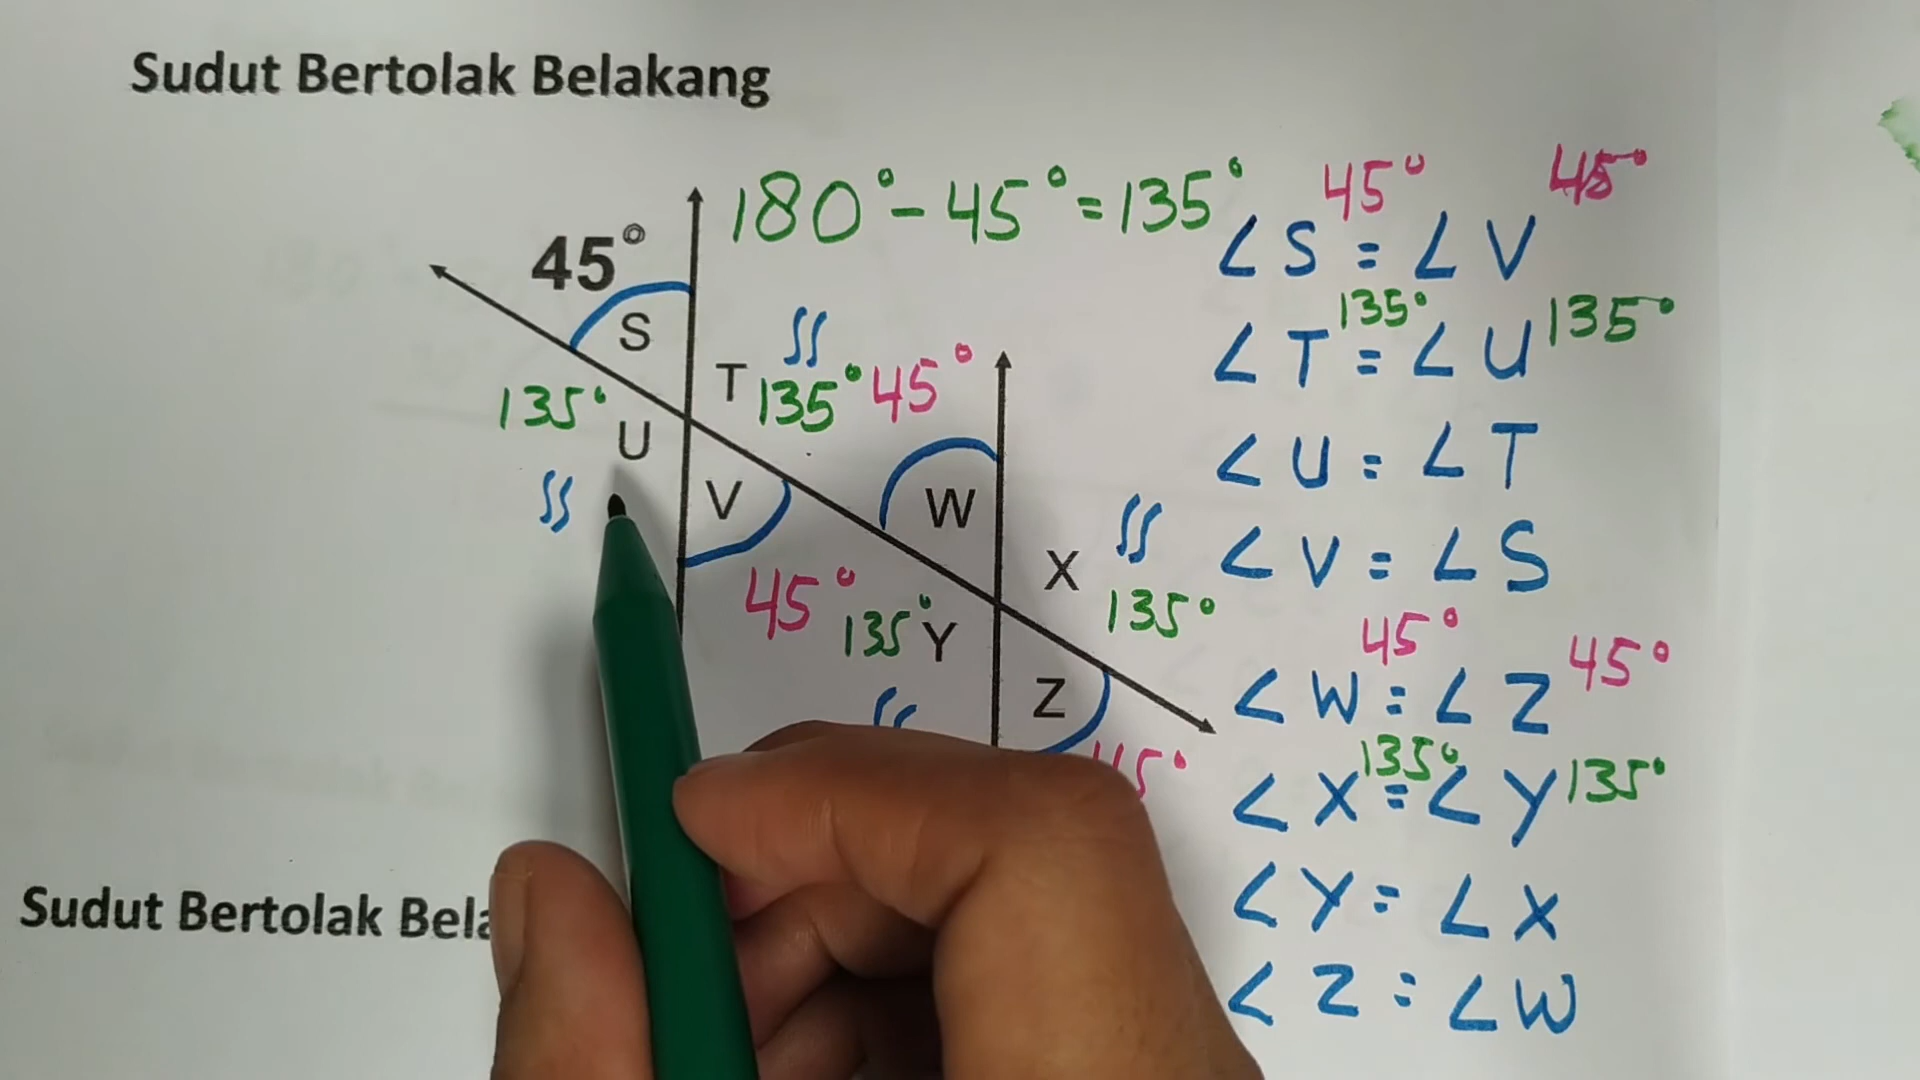 Sudut Bertolak Belakang
180° - 45° = 135°
45°
S
T 135°
135°
U
V
45°
45°
W
X
135°
135° Y
Z
45°
45° 45°
∠ S = ∠ V
135° 135°
∠ T = ∠ U
∠ U = ∠ T
∠ V = ∠ S
45° 45°
∠ W = ∠ Z
135° 135°
∠ X = ∠ Y
∠ Y = ∠ X
∠ Z = ∠ W
Sudut Bertolak